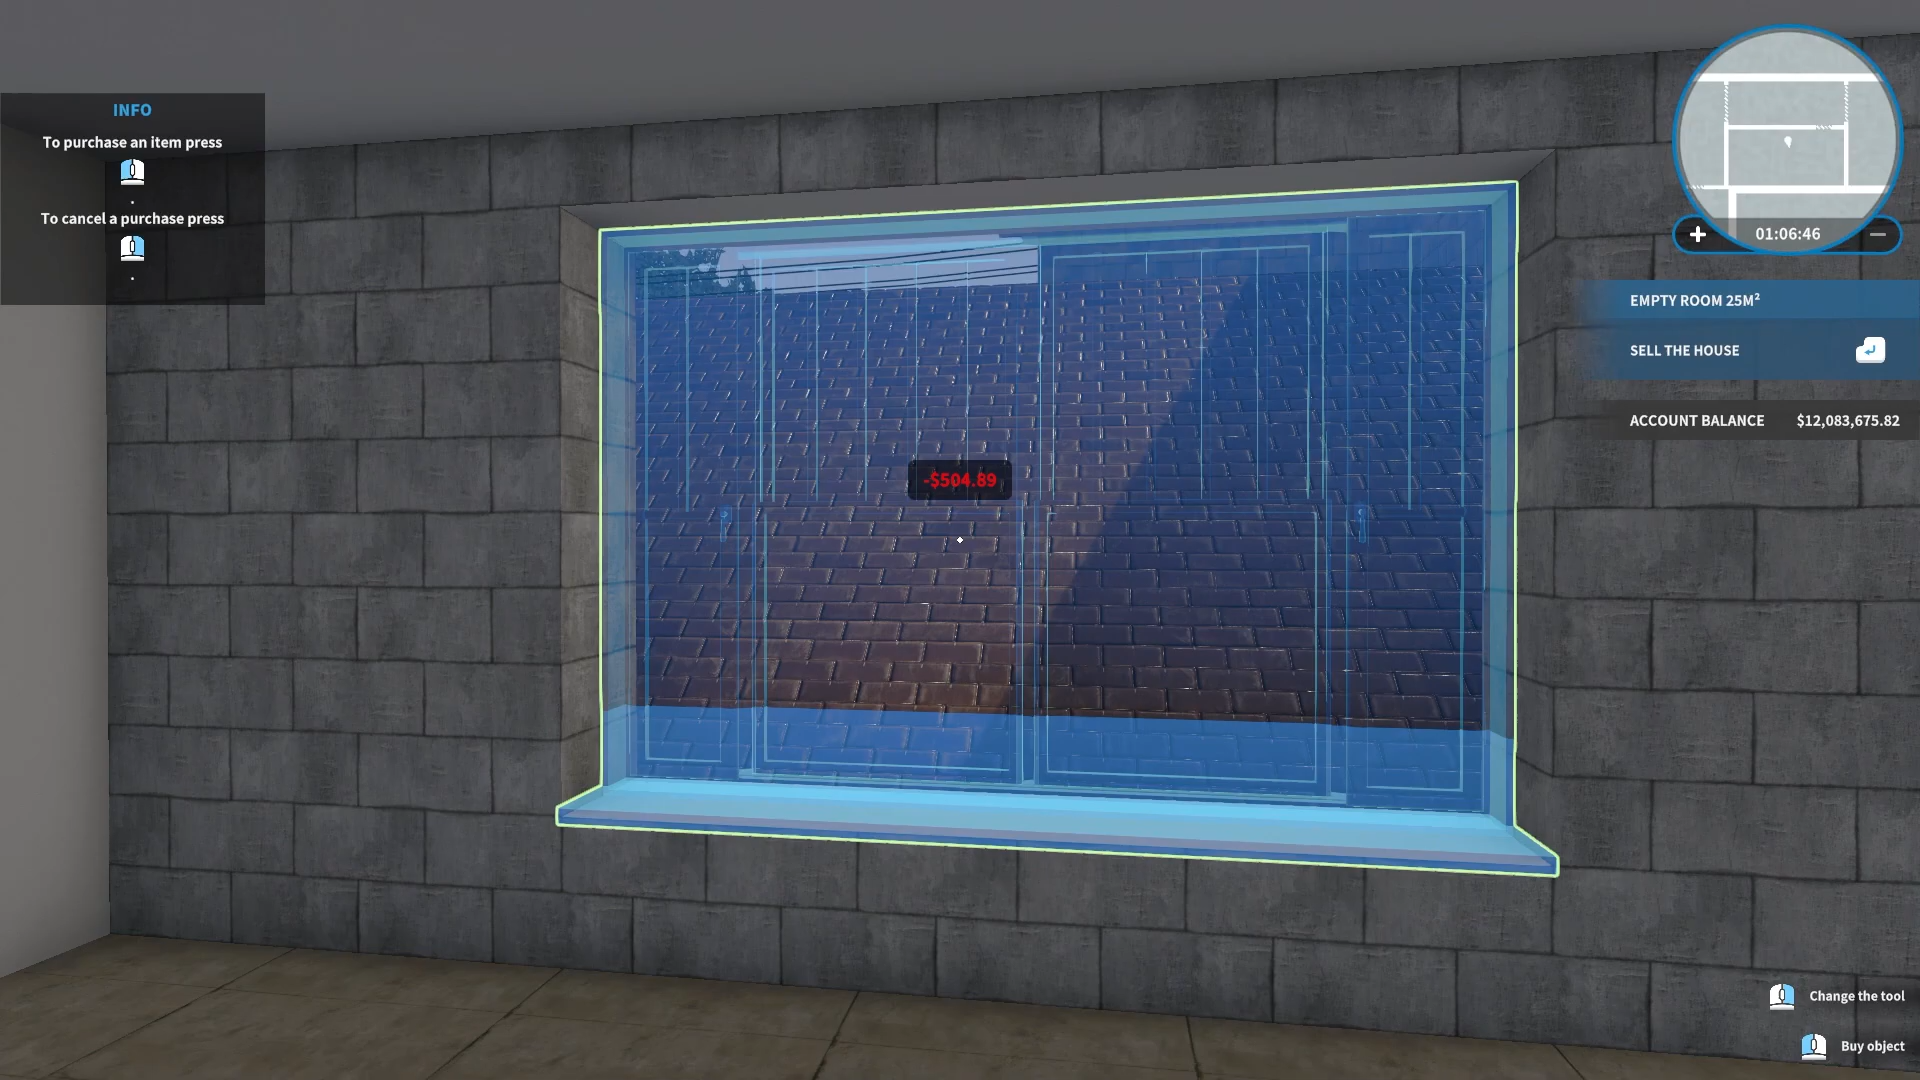 INFO
To purchase an item press
.
To cancel a purchase press
.
01:06:46
EMPTY ROOM 25M²
SELL THE HOUSE
ACCOUNT BALANCE $12,083,675.82
-$504.89
Change the tool
Buy object